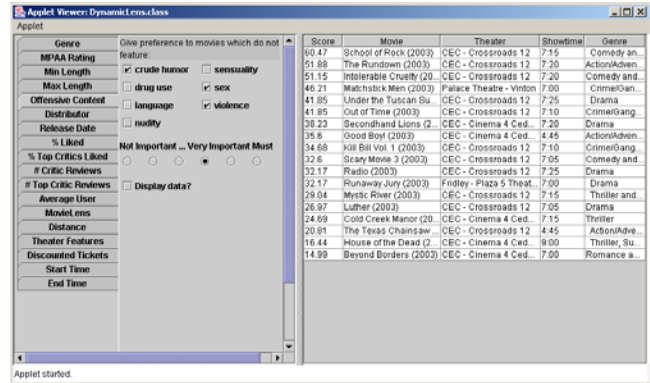 Applet Viewer: DynamicLens.class
Applet
Genre
MPAA Rating
Min Length
Max Length
Offensive Content
Distributor
Release Date
% Liked
% Top Critics Liked
# Critic Reviews
# Top Critic Reviews
Average User
MovieLens
Distance
Theater Features
Discounted Tickets
Start Time
End Time
Give preference to movies which do not
feature:
crude humor sensuality
drug use sex
language violence
nudity
Not Important ... Very Important Must
Display data?
Score Movie Theater Showtime Genre
60.47 School of Rock (2003) CEC - Crossroads 12 7:15 Comedy an...
51.88 The Rundown (2003) CEC - Crossroads 12 7:20 Action/Adven...
51.15 Intolerable Cruelty (20... CEC - Crossroads 12 7:20 Comedy and...
46.21 Matchstick Men (2003) Palace Theatre - Vinton 7:00 Crime/Gan...
41.85 Under the Tuscan Su... CEC - Crossroads 12 7:25 Drama
41.85 Out of Time (2003) CEC - Crossroads 12 7:10 Crime/Gang...
38.23 Secondhand Lions (2... CEC - Cinema 4 Ced... 7:20 Drama
35.6 Good Boy! (2003) CEC - Crossroads 12 4:45 Action/Adven...
34.68 Kill Bill Vol. 1 (2003) CEC - Crossroads 12 7:10 Crime/Gang...
32.6 Scary Movie 3 (2003) CEC - Crossroads 12 7:05 Comedy and...
32.17 Radio (2003) CEC - Crossroads 12 7:25 Drama
32.17 Runaway Jury (2003) Fridley - Plaza 5 Theat... 7:00 Drama
29.04 Mystic River (2003) CEC - Crossroads 12 7:15 Thriller and...
26.97 Luther (2003) CEC - Crossroads 12 7:05 Drama
24.69 Cold Creek Manor (20... CEC - Cinema 4 Ced... 7:15 Thriller
20.81 The Texas Chainsaw ... CEC - Crossroads 12 4:45 Action/Adve...
16.44 House of the Dead (2... CEC - Cinema 4 Ced... 9:00 Thriller, Su...
14.99 Beyond Borders (2003) CEC - Cinema 4 Ced... 7:00 Romance a...
Applet started.